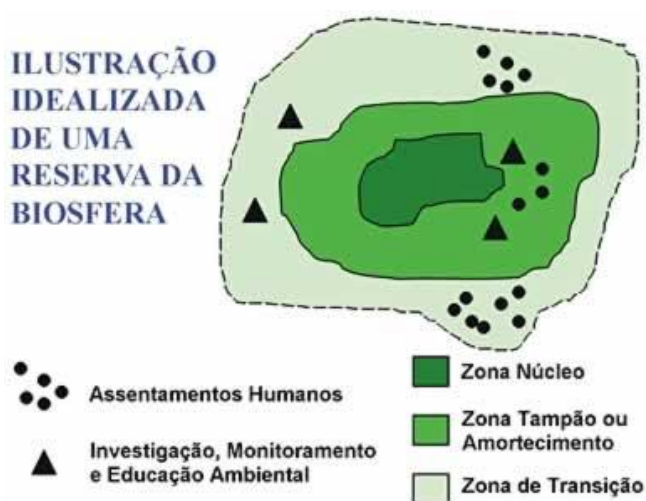 ILUSTRAÇÃO
IDEALIZADA
DE UMA
RESERVA DA
BIOSFERA
Assentamentos Humanos
Investigação, Monitoramento
e Educação Ambiental
Zona Núcleo
Zona Tampão ou
Amortecimento
Zona de Transição